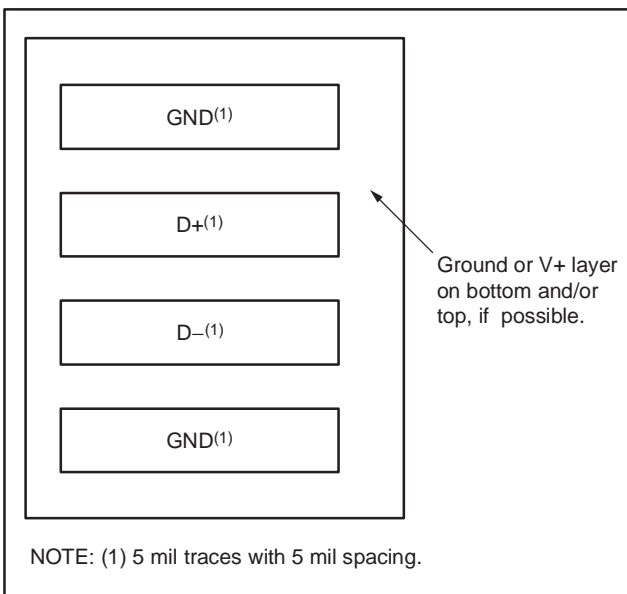 GND(1)
D+(1)
Ground or V+ layer
on bottom and/or
top, if possible.
D–(1)
GND(1)
NOTE: (1) 5 mil traces with 5 mil spacing.